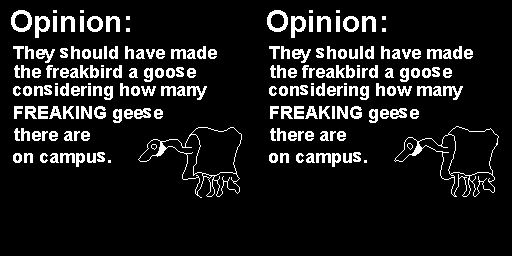 Opinion:
They should have made
the freakbird a goose
considering how many
FREAKING geese
there are
on campus.
Opinion:
They should have made
the freakbird a goose
considering how many
FREAKING geese
there are
on campus.